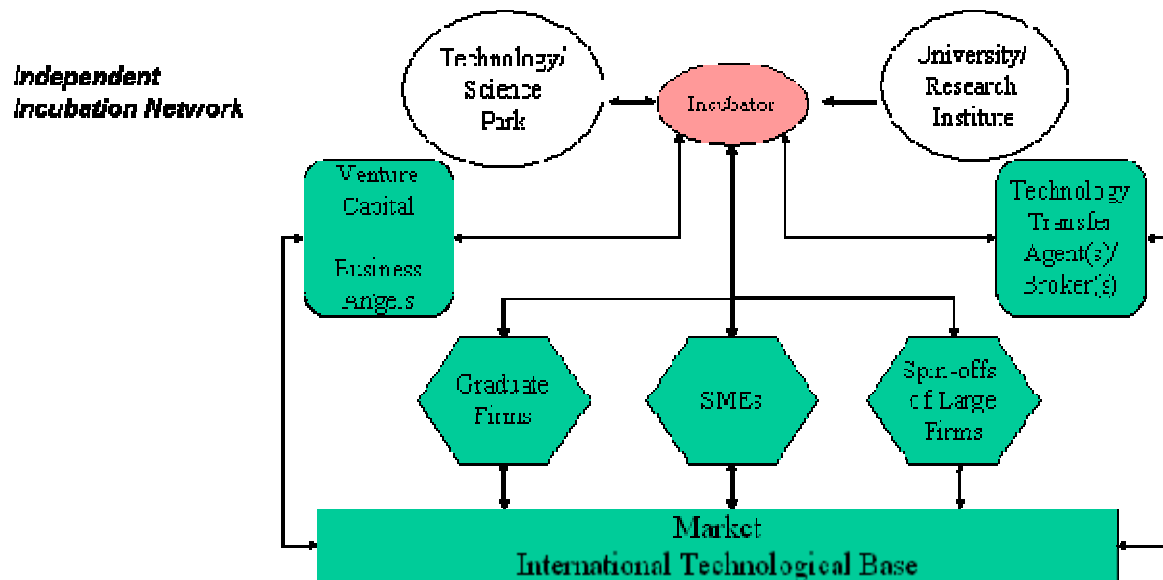 Independent
Incubation Network
Technology/
Science
Park
Incubator
University/
Research
Institute
Venture
Capital
Business
Angels
Technology
Transfer
Agent(s)/
Broker(s)
Graduate
Firms
SMEs
Spin-offs
of Large
Firms
Market
International Technological Base